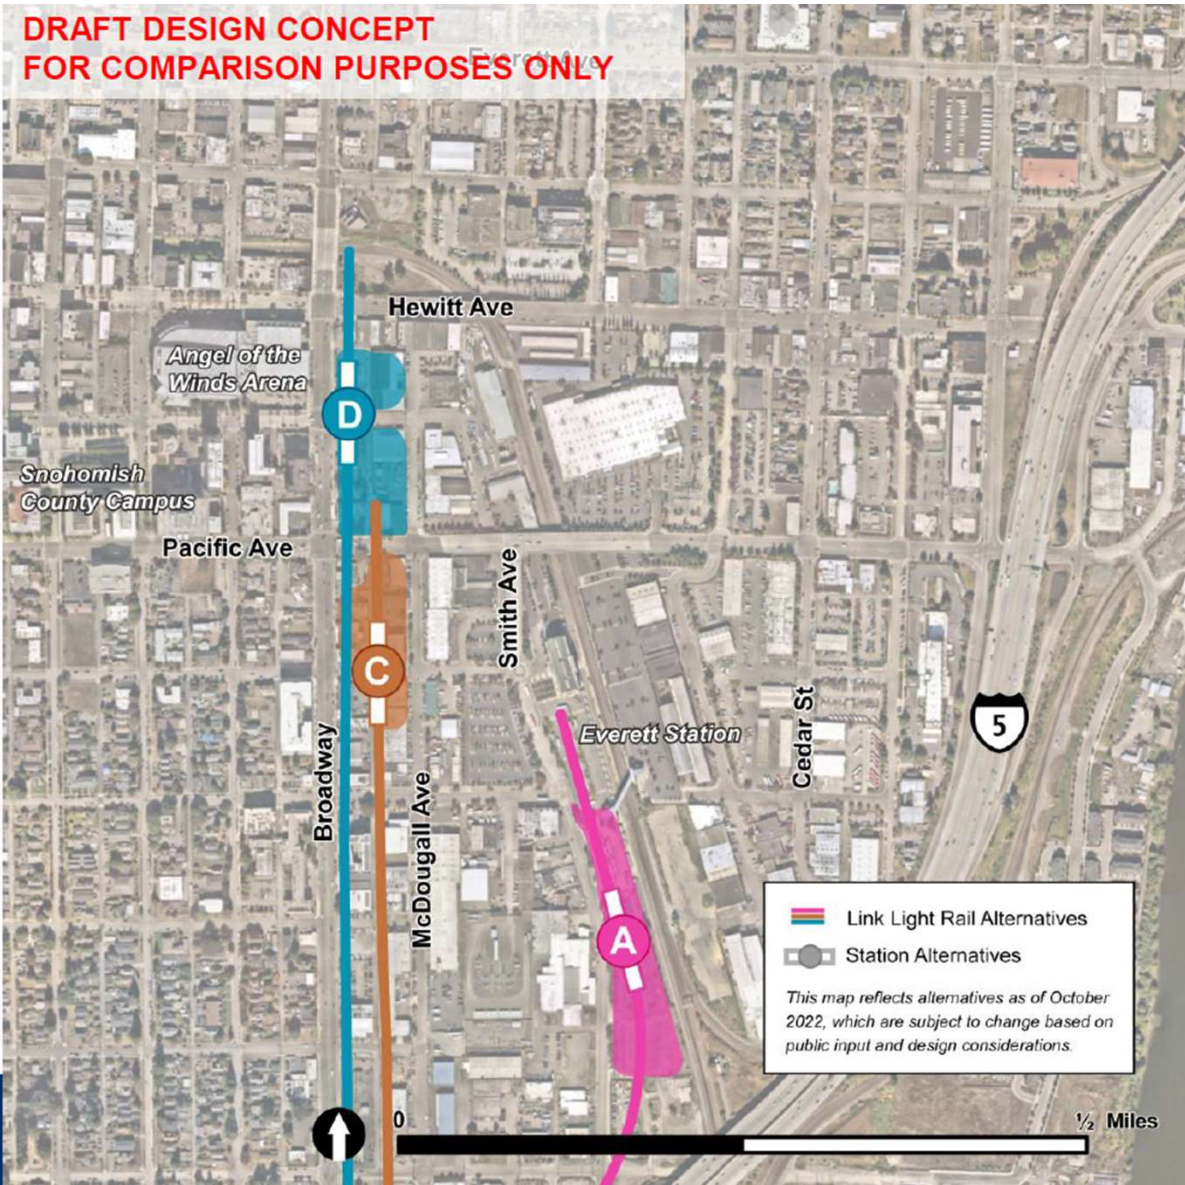 DRAFT DESIGN CONCEPT
FOR COMPARISON PURPOSES ONLY
Everett Ave
Hewitt Ave
Angel of the
Winds Arena
D
Snohomish
County Campus
Pacific Ave
Smith Ave
C
Everett Station
Cedar St
5
Broadway
McDougall Ave
A
Link Light Rail Alternatives
Station Alternatives
This map reflects alternatives as of October
2022, which are subject to change based on
public input and design considerations.
0
½ Miles